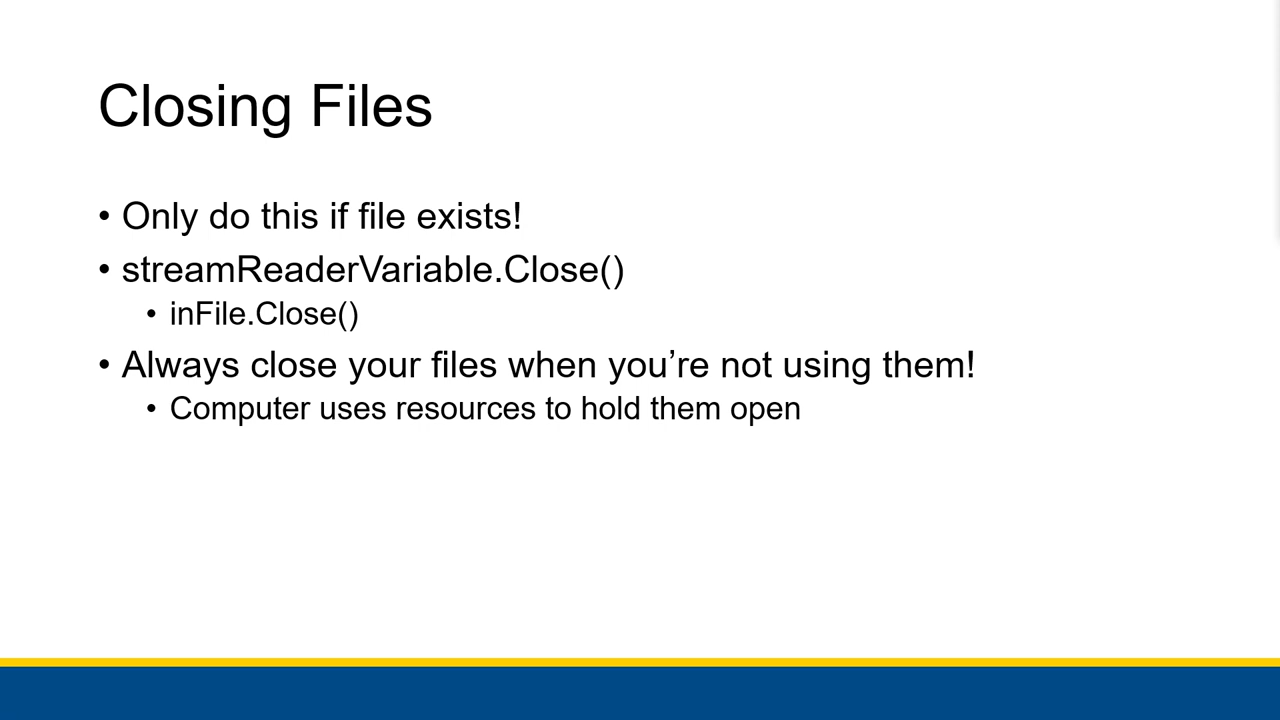 Closing Files
• Only do this if file exists!
• streamReaderVariable.Close()
• inFile.Close()
• Always close your files when you’re not using them!
• Computer uses resources to hold them open